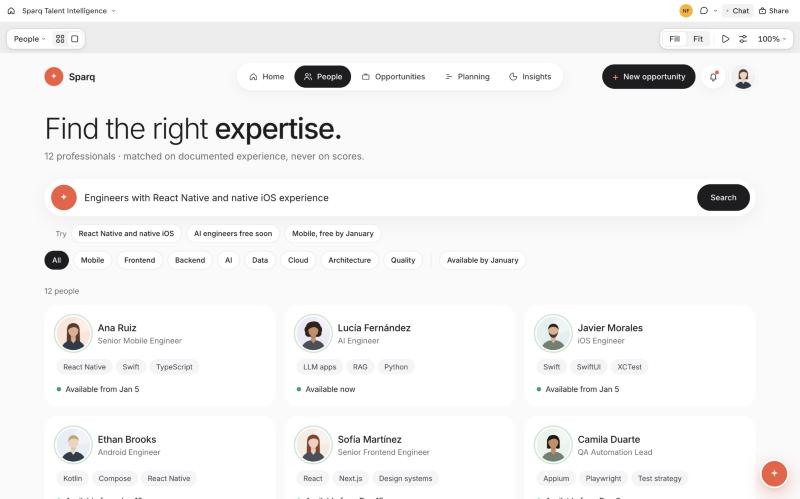 Sparq Talent Intelligence
NF
Chat
Share
People
Fill
Fit
100%
Sparq
Home
People
Opportunities
Planning
Insights
+ New opportunity
Find the right expertise.
12 professionals · matched on documented experience, never on scores.
Engineers with React Native and native iOS experience
Search
Try
React Native and native iOS
AI engineers free soon
Mobile, free by January
All
Mobile
Frontend
Backend
AI
Data
Cloud
Architecture
Quality
Available by January
12 people
Ana Ruiz
Senior Mobile Engineer
React Native
Swift
TypeScript
Available from Jan 5
Lucía Fernández
AI Engineer
LLM apps
RAG
Python
Available now
Javier Morales
iOS Engineer
Swift
SwiftUI
XCTest
Available from Jan 5
Ethan Brooks
Android Engineer
Kotlin
Compose
React Native
Sofía Martínez
Senior Frontend Engineer
React
Next.js
Design systems
Camila Duarte
QA Automation Lead
Appium
Playwright
Test strategy